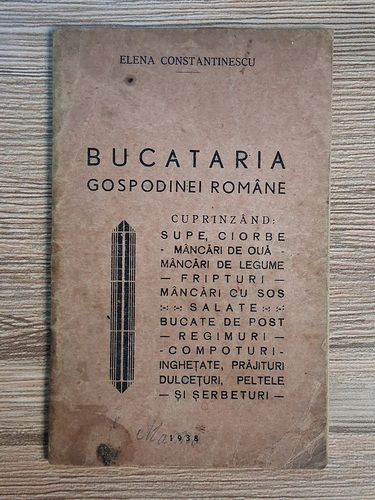 ELENA CONSTANTINESCU
BUCATARIA
GOSPODINEI ROMÂNE
CUPRINZÂND:
SUPE, CIORBE
- MÂNCĂRI DE OUĂ -
MÂNCĂRI DE LEGUME
— FRIPTURI —
MÂNCĂRI CU SOS
SALATE
BUCATE DE POST
— REGIMURI —
- COMPOTURI -
INGHEȚATE, PRĂJITURI
DULCEȚURI, PELTELE
— ȘI ȘERBETURI —
1938